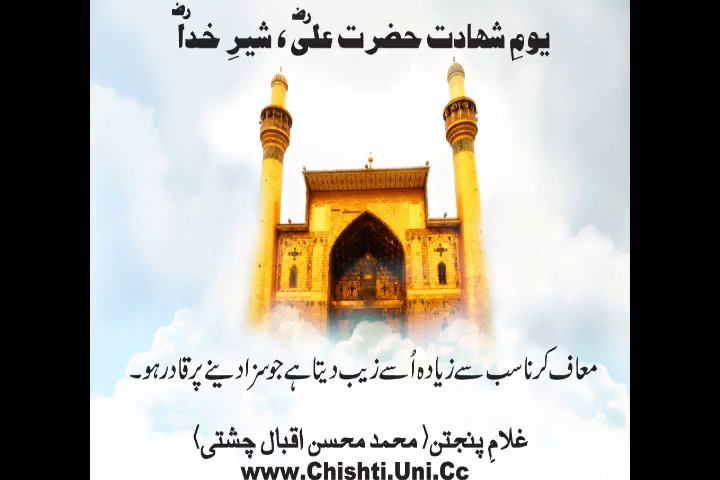 یومِ شہادت حضرت علیؓ، شیرِ خداؓ
معاف کرنا سب سے زیادہ اُسے زیب دیتا ہے جو سزا دینے پر قادر ہو۔
غلامِ پنجتن (محمد محسن اقبال چشتی)
www.Chishti.Uni.Cc